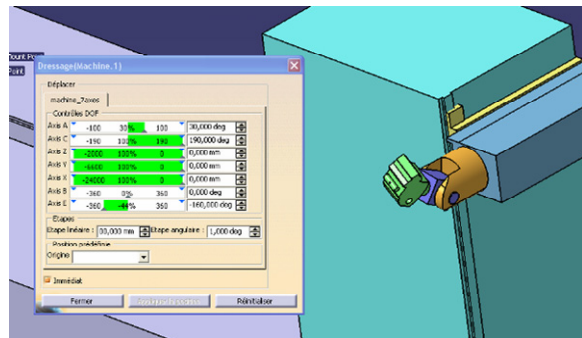 Mount Point
Point
Dressage(Machine.1)
Déplacer
machine_7axes
Contrôles DOF
Axis A -100 30% 100 30,000 deg
Axis C -190 100% 190 190,000 deg
Axis Z -2000 100% 0 0,000 mm
Axis Y -6600 100% 0 0,000 mm
Axis X -24000 100% 0 0,000 mm
Axis B -360 0% 360 0,000 deg
Axis E -360 -44% 360 -160,000 deg
Etapes
Etape linéaire : 00,000 mm Etape angulaire : 1,000 deg
Position prédéfinie
Origine
Immédiat
Fermer Réinitialiser